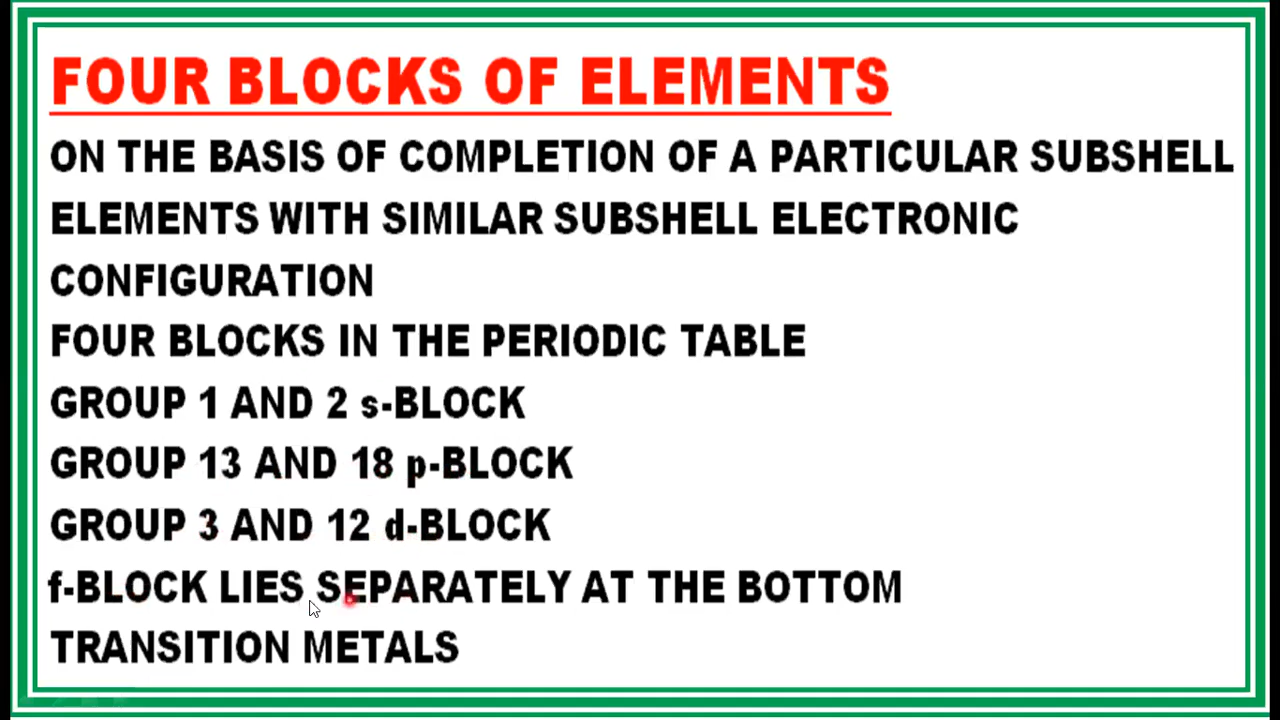 FOUR BLOCKS OF ELEMENTS
ON THE BASIS OF COMPLETION OF A PARTICULAR SUBSHELL
ELEMENTS WITH SIMILAR SUBSHELL ELECTRONIC
CONFIGURATION
FOUR BLOCKS IN THE PERIODIC TABLE
GROUP 1 AND 2 s-BLOCK
GROUP 13 AND 18 p-BLOCK
GROUP 3 AND 12 d-BLOCK
f-BLOCK LIES SEPARATELY AT THE BOTTOM
TRANSITION METALS